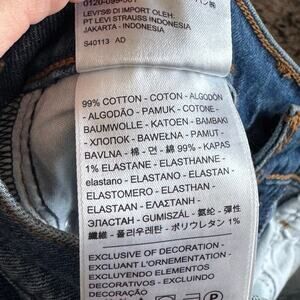 LEVI'S® DI IMPORT OLEH:
PT LEVI STRAUSS INDONESIA
JAKARTA - INDONESIA
S40113 AD
99% COTTON - COTON - ALGODÓN
- ALGODÃO - PAMUK - COTONE -
BAUMWOLLE - KATOEN - BAMBAKI
- ХЛОПОК - BAWEŁNA - PAMUT -
BAVLNA - 棉 - 면 - 綿 99% - KAPAS
1% ELASTANE - ELASTHANNE -
elastano - ELASTANO - ELASTAN -
ELASTOMERO - ELASTHAN -
ELASTAAN - ELASTAN -
ЭЛАСТАН - GUMISZÁL - 氨纶 - 彈性
纖維 - 폴리우레탄 - ポリウレタン 1%
EXCLUSIVE OF DECORATION -
EXCLUANT L'ORNEMENTATION -
EXCLUYENDO ELEMENTOS
DECORATIVOS - EXCLUINDO